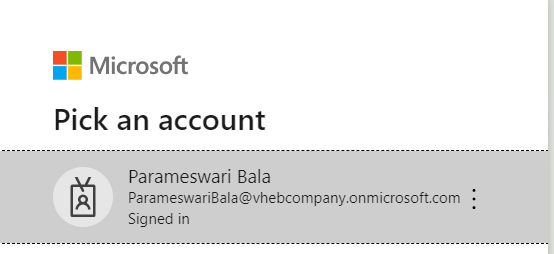 Microsoft
Pick an account
Parameswari Bala
ParameswariBala@vhebcompany.onmicrosoft.com
Signed in